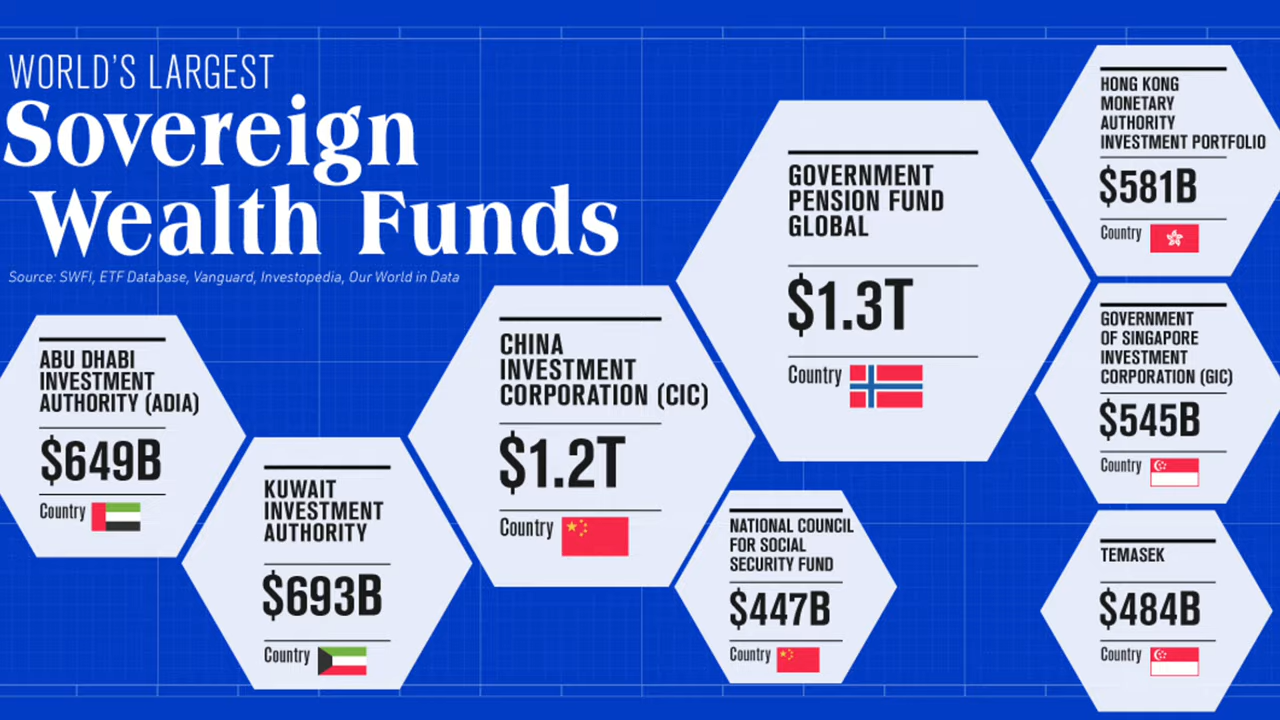 WORLD'S LARGEST
Sovereign
Wealth Funds
Source: SWFI, ETF Database, Vanguard, Investopedia, Our World in Data
ABU DHABI
INVESTMENT
AUTHORITY (ADIA)
$649B
Country
KUWAIT
INVESTMENT
AUTHORITY
$693B
Country
CHINA
INVESTMENT
CORPORATION (CIC)
$1.2T
Country
GOVERNMENT
PENSION FUND
GLOBAL
$1.3T
Country
NATIONAL COUNCIL
FOR SOCIAL
SECURITY FUND
$447B
Country
HONG KONG
MONETARY
AUTHORITY
INVESTMENT PORTFOLIO
$581B
Country
GOVERNMENT
OF SINGAPORE
INVESTMENT
CORPORATION (GIC)
$545B
Country
TEMASEK
$484B
Country